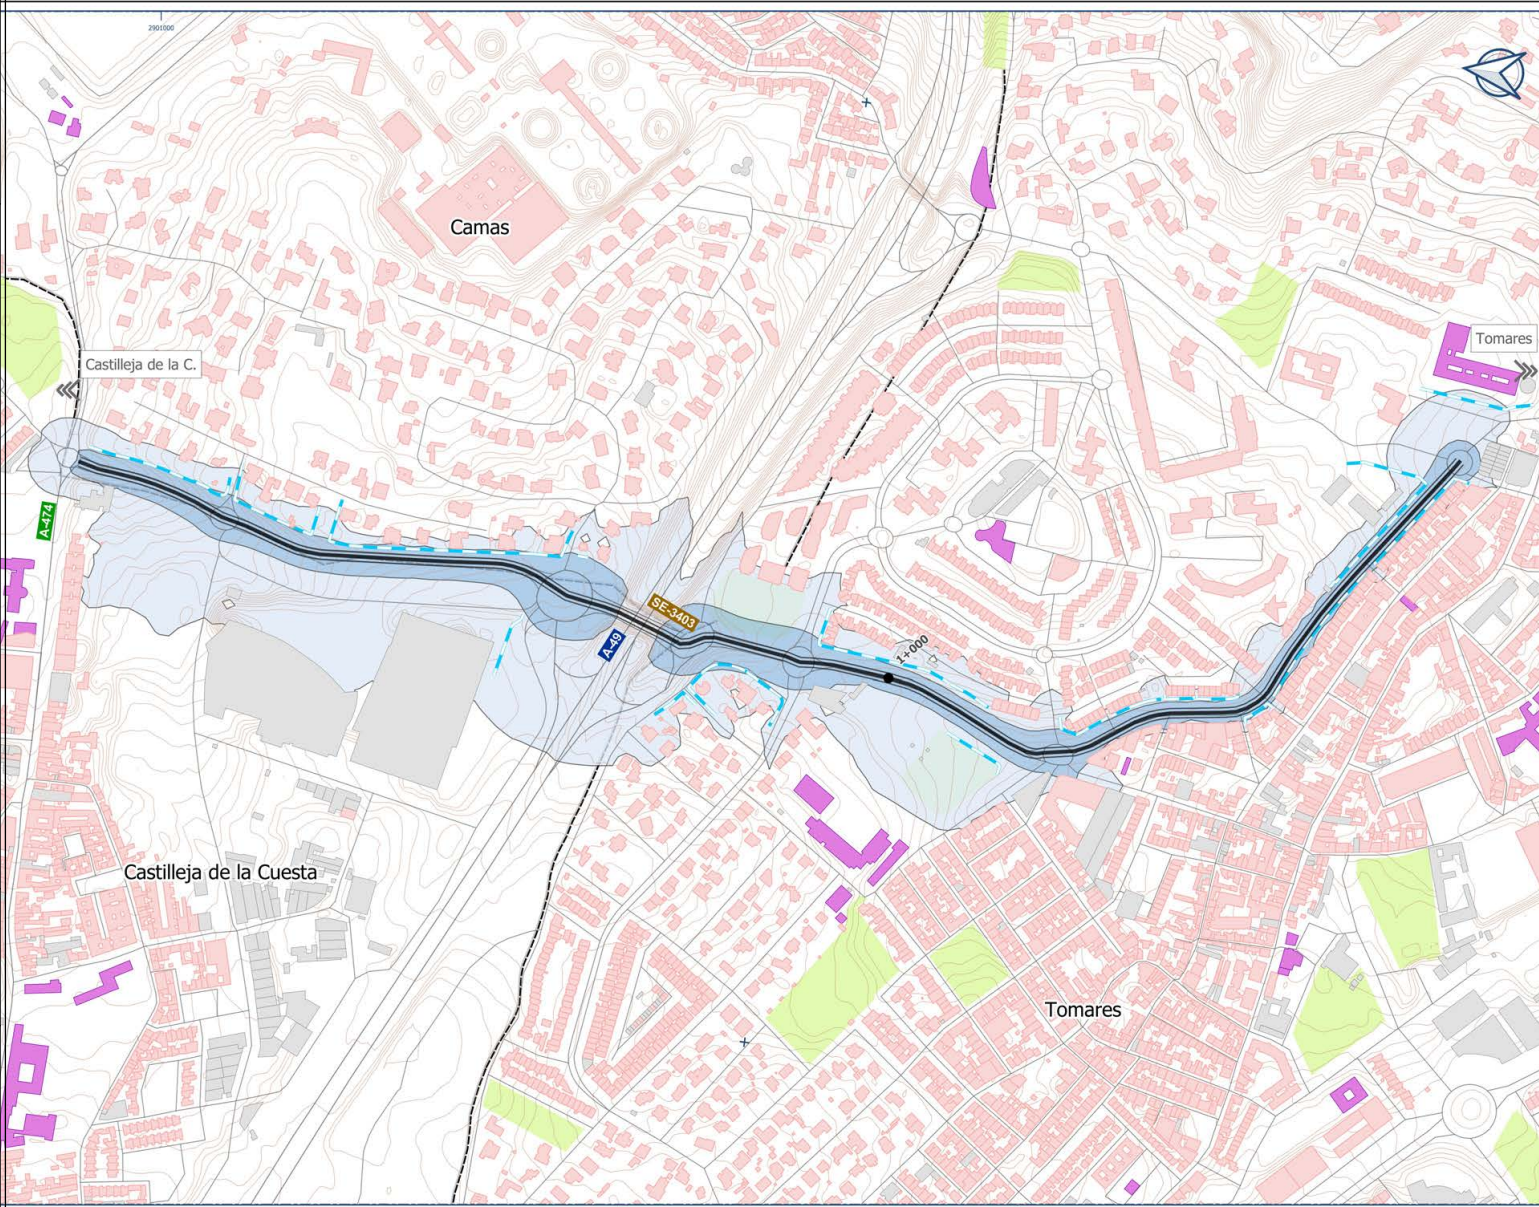 2901000
Camas
Tomares
Castilleja de la C.
A-474
SE-3403
A-49
1+000
Castilleja de la Cuesta
Tomares